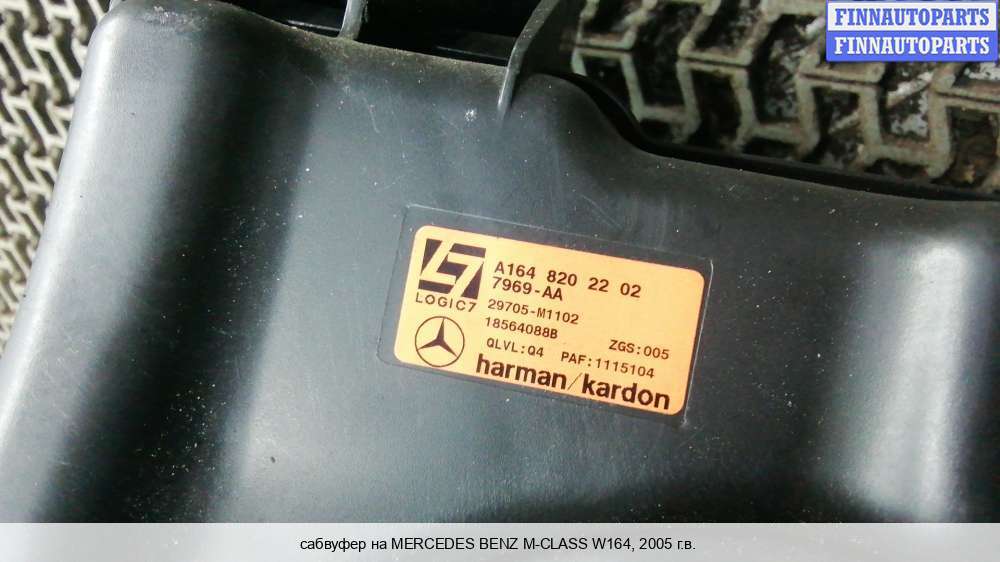 FINNAUTOPARTS
FINNAUTOPARTS
L7
LOGIC7
A164 820 22 02
7969-AA
29705-M1102
18564088B
ZGS:005
QLVL:Q4 PAF:1115104
harman/kardon
сабвуфер на MERCEDES BENZ M-CLASS W164, 2005 г.в.